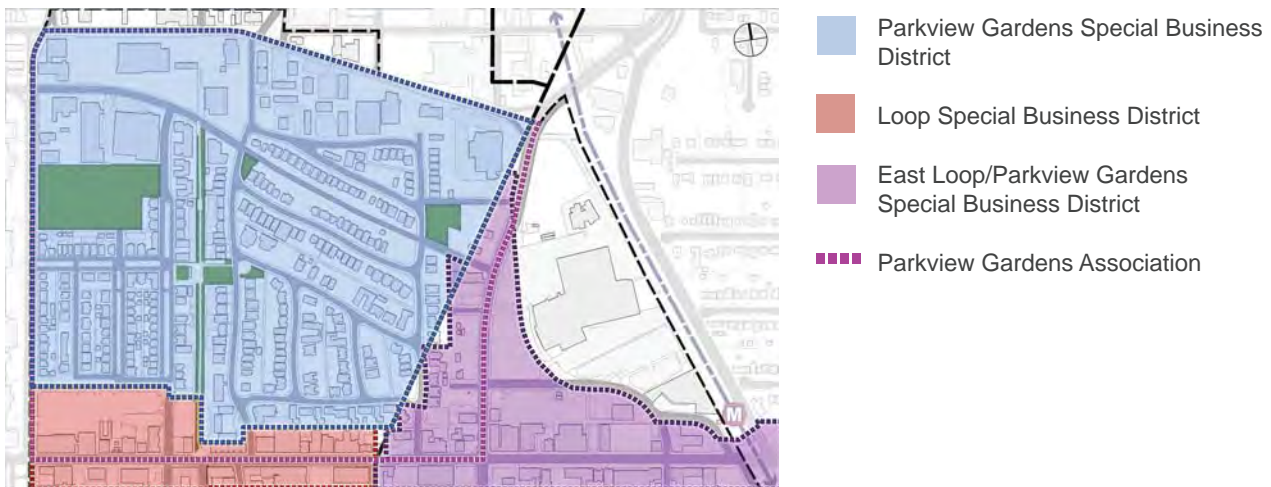 Parkview Gardens Special Business
District
Loop Special Business District
East Loop/Parkview Gardens
Special Business District
Parkview Gardens Association
M